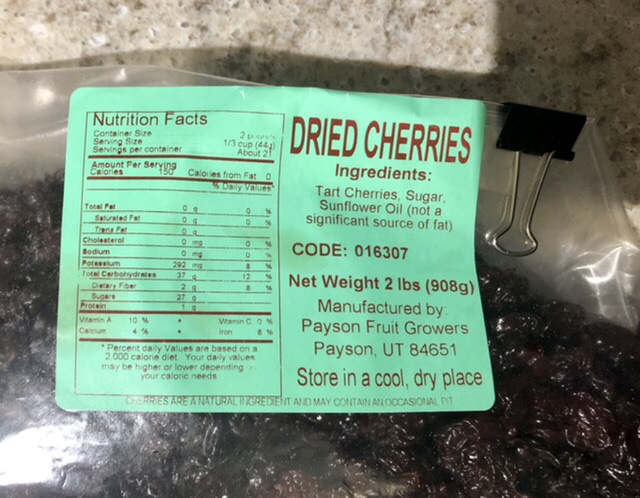 Nutrition Facts
Container Size 2 pounds
Serving Size 1/3 cup (44g)
Servings per container About 21
Amount Per Serving
Calories 150 Calories from Fat 0
% Daily Values
Total Fat 0 g 0 %
Saturated Fat 0 g 0 %
Trans Fat 0 g
Cholesterol 0 mg 0 %
Sodium 0 mg 0 %
Potassium 292 mg 8 %
Total Carbohydrates 37 g 12 %
Dietary Fiber 2 g 8 %
Sugars 27 g
Protein 1 g
Vitamin A 10 % • Vitamin C 0 %
Calcium 4 % • Iron 8 %
* Percent daily Values are based on a
2,000 calorie diet. Your daily values
may be higher or lower depending on
your caloric needs
DRIED CHERRIES
Ingredients:
Tart Cherries, Sugar,
Sunflower Oil (not a
significant source of fat)
CODE: 016307
Net Weight 2 lbs (908g)
Manufactured by:
Payson Fruit Growers
Payson, UT 84651
Store in a cool, dry place
CHERRIES ARE A NATURAL INGREDIENT AND MAY CONTAIN AN OCCASIONAL PIT